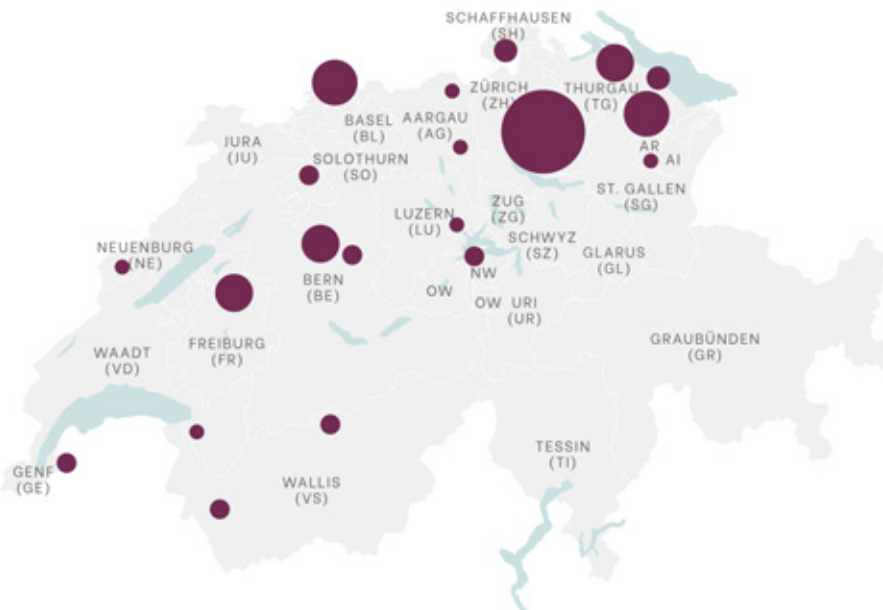 SCHAFFHAUSEN
(SH)
ZÜRICH
(ZH)
THURGAU
(TG)
BASEL
(BL)
AARGAU
(AG)
JURA
(JU)
SOLOTHURN
(SO)
AR
AI
ST. GALLEN
(SG)
ZUG
(ZG)
LUZERN
(LU)
SCHWYZ
(SZ)
GLARUS
(GL)
NEUENBURG
(NE)
BERN
(BE)
NW
OW
OW URI
(UR)
FREIBURG
(FR)
WAADT
(VD)
GRAUBÜNDEN
(GR)
TESSIN
(TI)
GENF
(GE)
WALLIS
(VS)